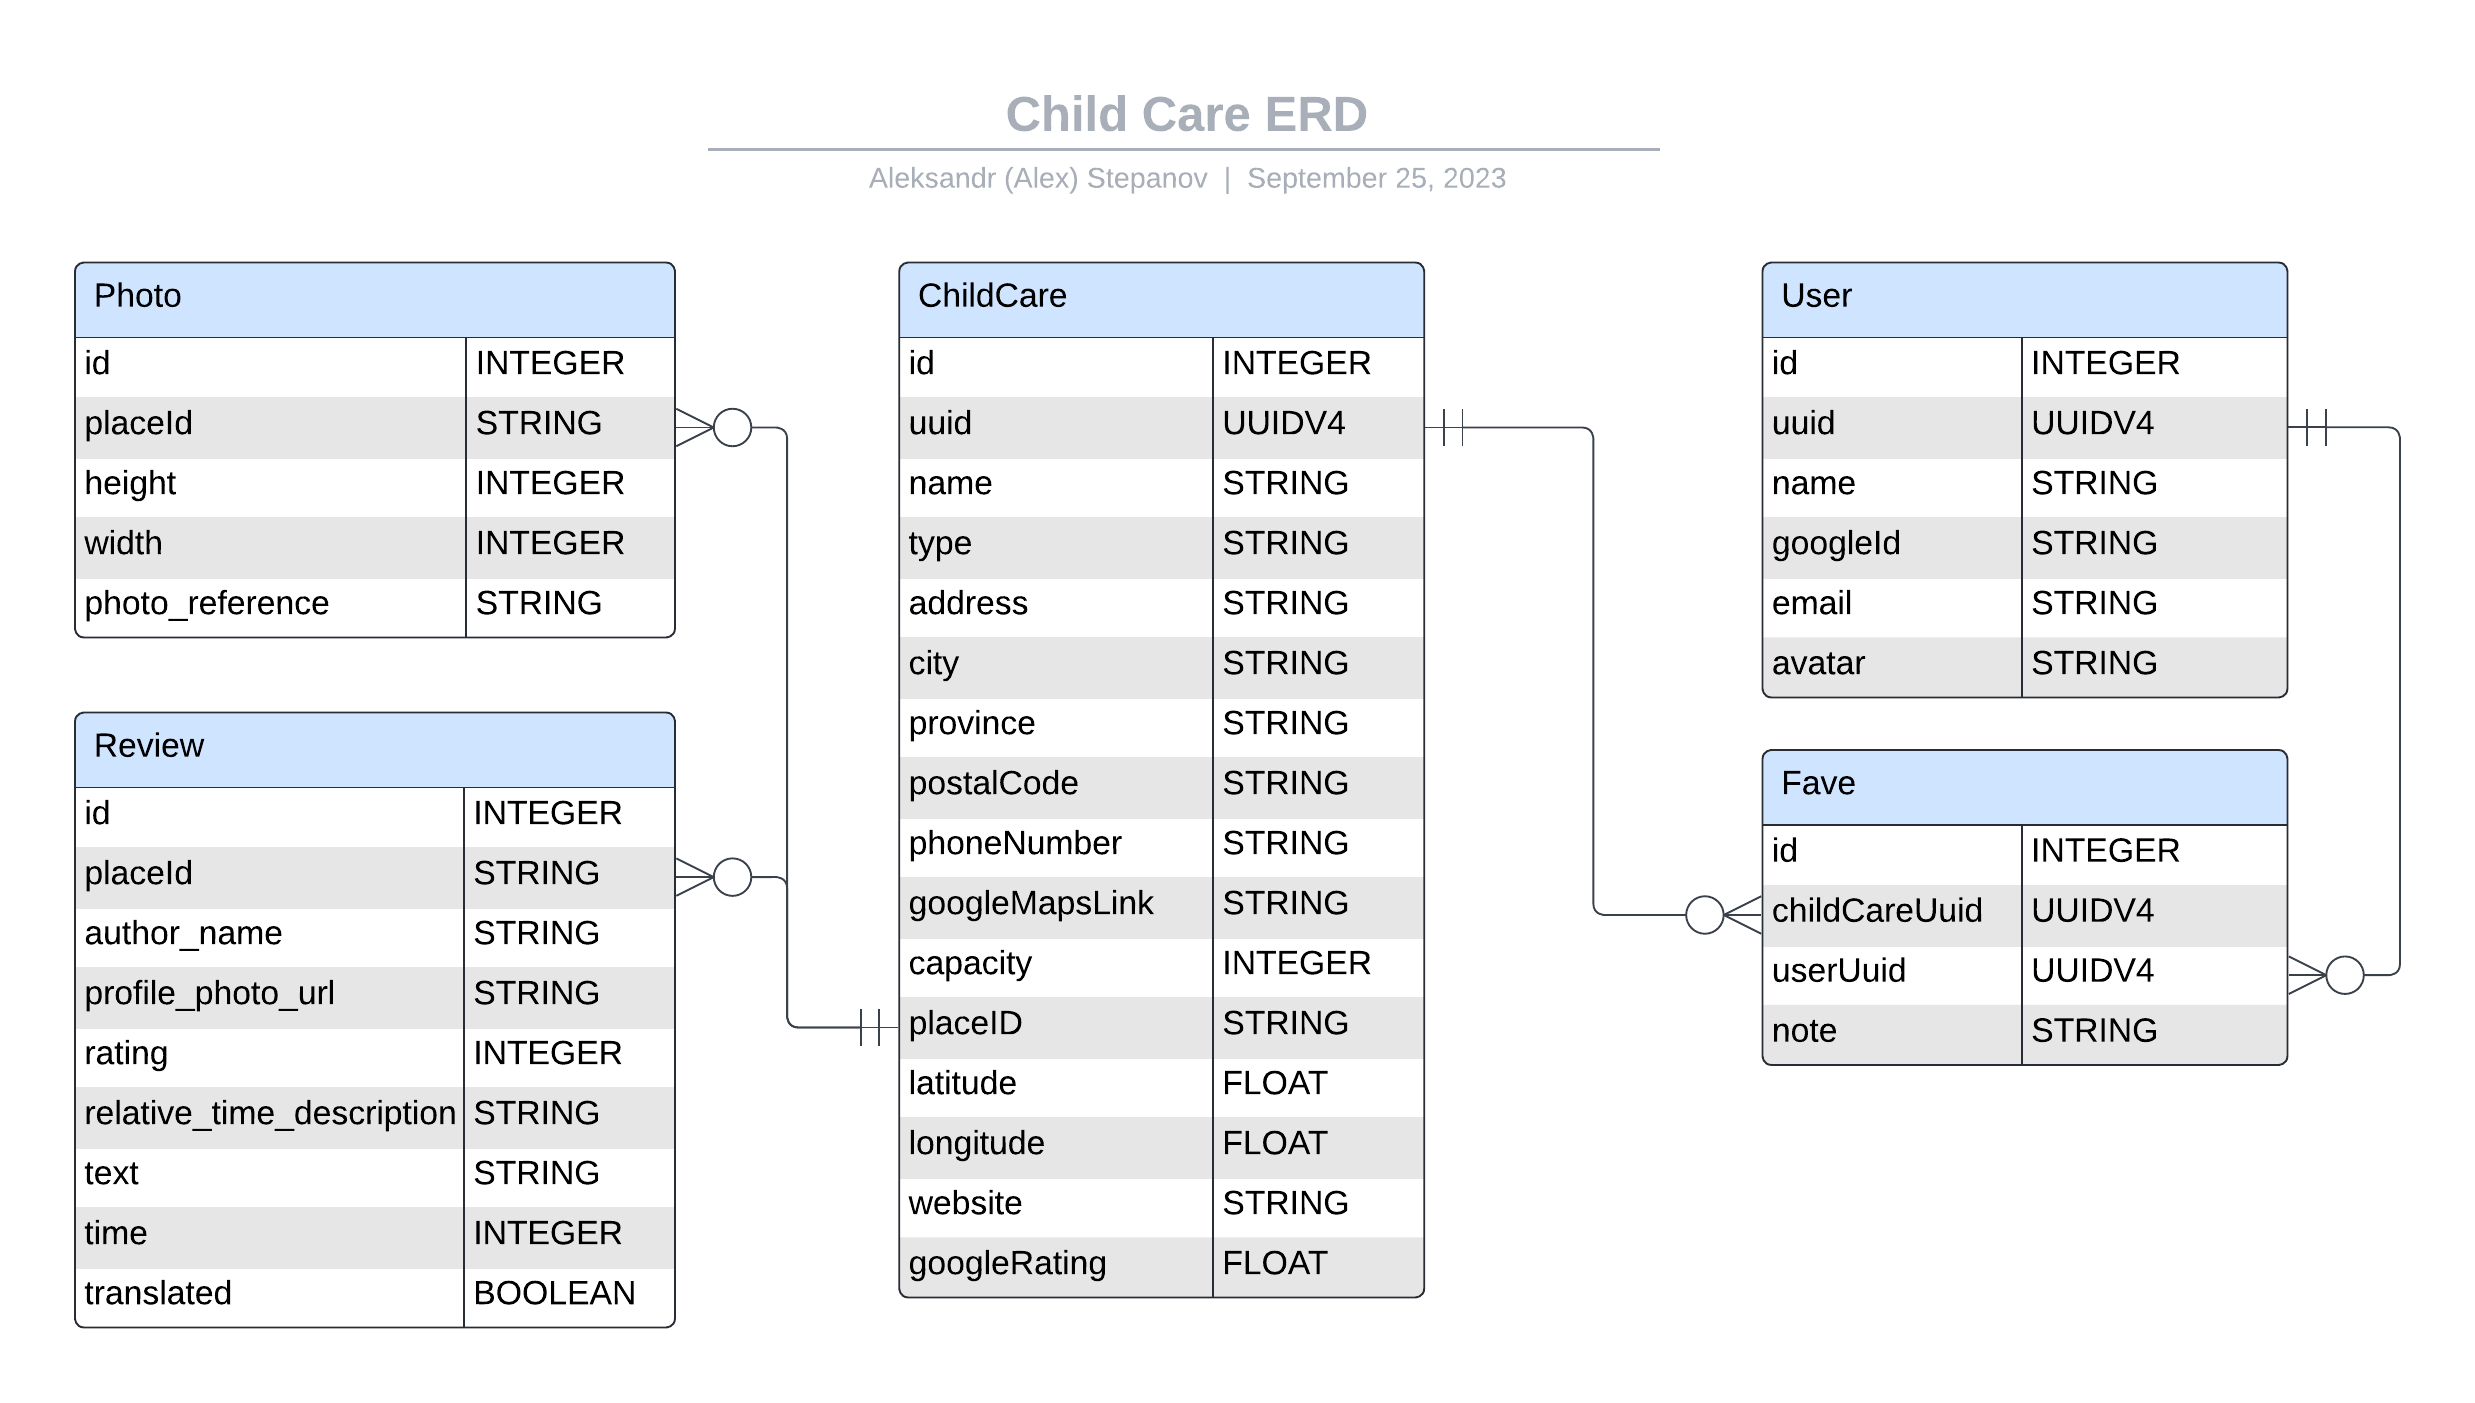 Child Care ERD
Aleksandr (Alex) Stepanov | September 25, 2023
Photo
id INTEGER
placeId STRING
height INTEGER
width INTEGER
photo_reference STRING
Review
id INTEGER
placeId STRING
author_name STRING
profile_photo_url STRING
rating INTEGER
relative_time_description STRING
text STRING
time INTEGER
translated BOOLEAN
ChildCare
id INTEGER
uuid UUIDV4
name STRING
type STRING
address STRING
city STRING
province STRING
postalCode STRING
phoneNumber STRING
googleMapsLink STRING
capacity INTEGER
placeID STRING
latitude FLOAT
longitude FLOAT
website STRING
googleRating FLOAT
User
id INTEGER
uuid UUIDV4
name STRING
googleId STRING
email STRING
avatar STRING
Fave
id INTEGER
childCareUuid UUIDV4
userUuid UUIDV4
note STRING